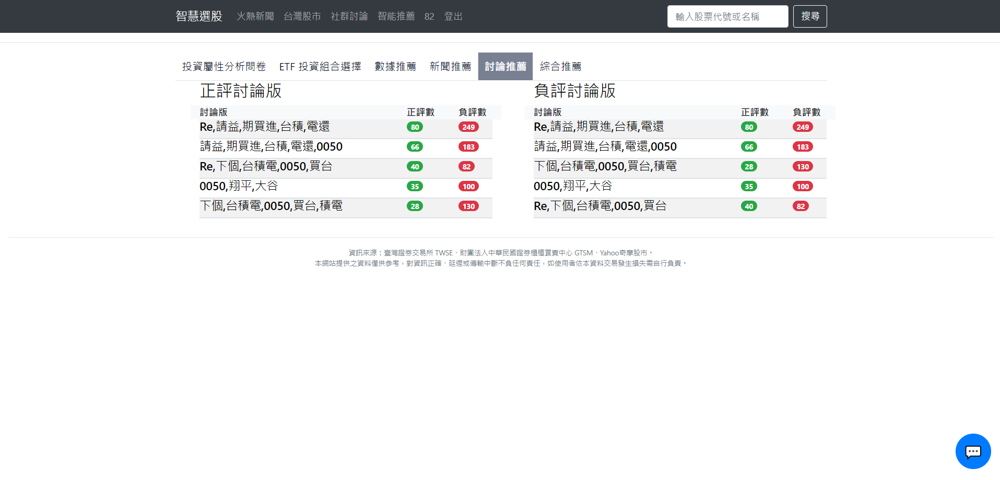 智慧選股 火熱新聞 台灣股市 社群討論 智能推薦 82 登出 輸入股票代號或名稱 搜尋
投資屬性分析問卷 ETF 投資組合選擇 數據推薦 新聞推薦 討論推薦 綜合推薦
正評討論版
討論版 正評數 負評數
Re,請益,期買進,台積,電還 80 249
請益,期買進,台積,電還,0050 66 183
Re,下個,台積電,0050,買台 40 82
0050,翔平,大谷 35 100
下個,台積電,0050,買台,積電 28 130
負評討論版
討論版 正評數 負評數
Re,請益,期買進,台積,電還 80 249
請益,期買進,台積,電還,0050 66 183
下個,台積電,0050,買台,積電 28 130
0050,翔平,大谷 35 100
Re,下個,台積電,0050,買台 40 82
資訊來源：臺灣證券交易所 TWSE、財團法人中華民國證券櫃檯買賣中心 GTSM、Yahoo奇摩股市。
本網站提供之資料僅供參考，對資訊正確、延遲或傳輸中斷不負任何責任，如使用者依本資料交易發生損失需自行負責。